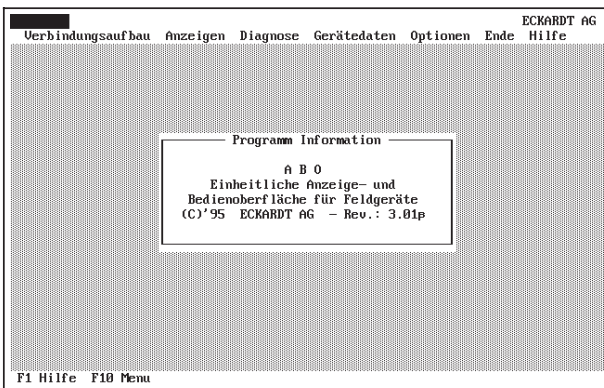 ECKARDT AG
Verbindungsaufbau Anzeigen Diagnose Gerätedaten Optionen Ende Hilfe
Programm Information
A B O
Einheitliche Anzeige- und
Bedienoberfläche für Feldgeräte
(C)'95 ECKARDT AG - Rev.: 3.01p
F1 Hilfe F10 Menu